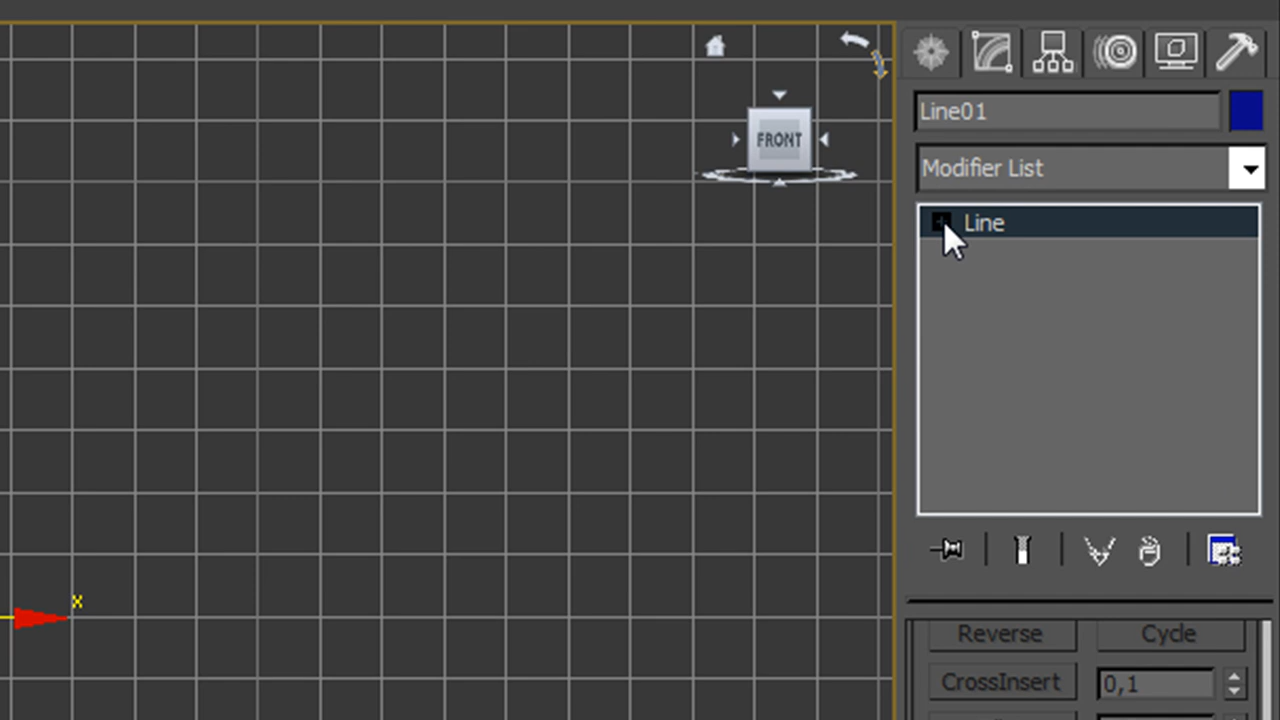 Line01
FRONT
Modifier List
Line
x
Reverse Cycle
CrossInsert 0,1